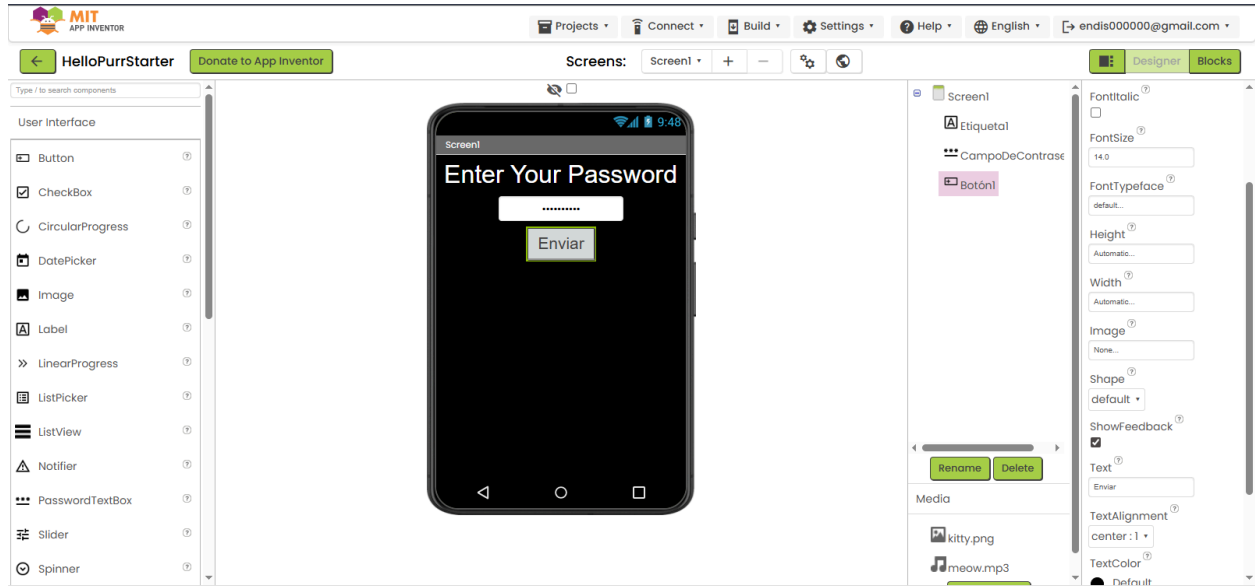 MIT
APP INVENTOR
Projects
Connect
Build
Settings
Help
English
endis000000@gmail.com
HelloPurrStarter
Donate to App Inventor
Screens:
Screen1
Designer
Blocks
Type / to search components
User Interface
Button
CheckBox
CircularProgress
DatePicker
Image
Label
LinearProgress
ListPicker
ListView
Notifier
PasswordTextBox
Slider
Spinner
9:48
Screen1
Enter Your Password
Enviar
Screen1
Etiqueta1
CampoDeContrase
Botón1
Rename
Delete
Media
kitty.png
meow.mp3
FontItalic
FontSize
14.0
FontTypeface
default...
Height
Automatic...
Width
Automatic...
Image
None...
Shape
default
ShowFeedback
Text
Enviar
TextAlignment
center : 1
TextColor
Default